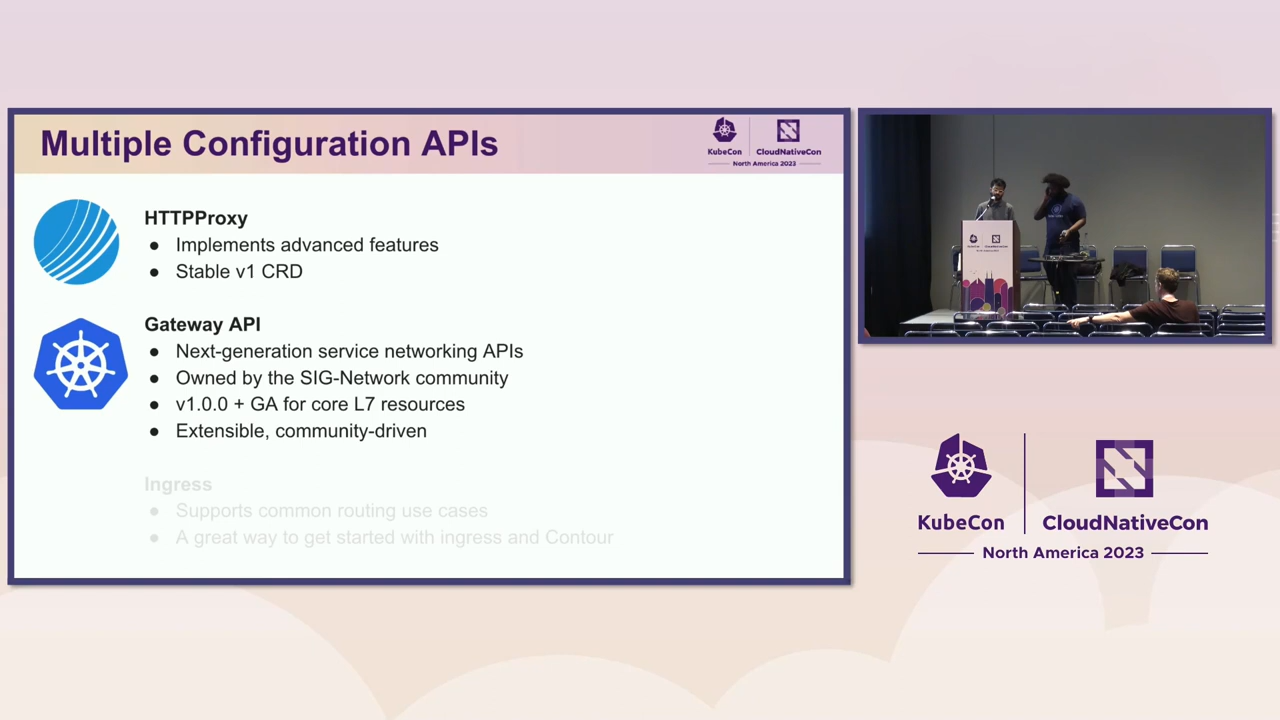 Multiple Configuration APIs
KubeCon
CloudNativeCon
North America 2023
HTTPProxy
● Implements advanced features
● Stable v1 CRD
Gateway API
● Next-generation service networking APIs
● Owned by the SIG-Network community
● v1.0.0 + GA for core L7 resources
● Extensible, community-driven
Ingress
● Supports common routing use cases
● A great way to get started with ingress and Contour
KubeCon
CloudNativeCon
North America 2023